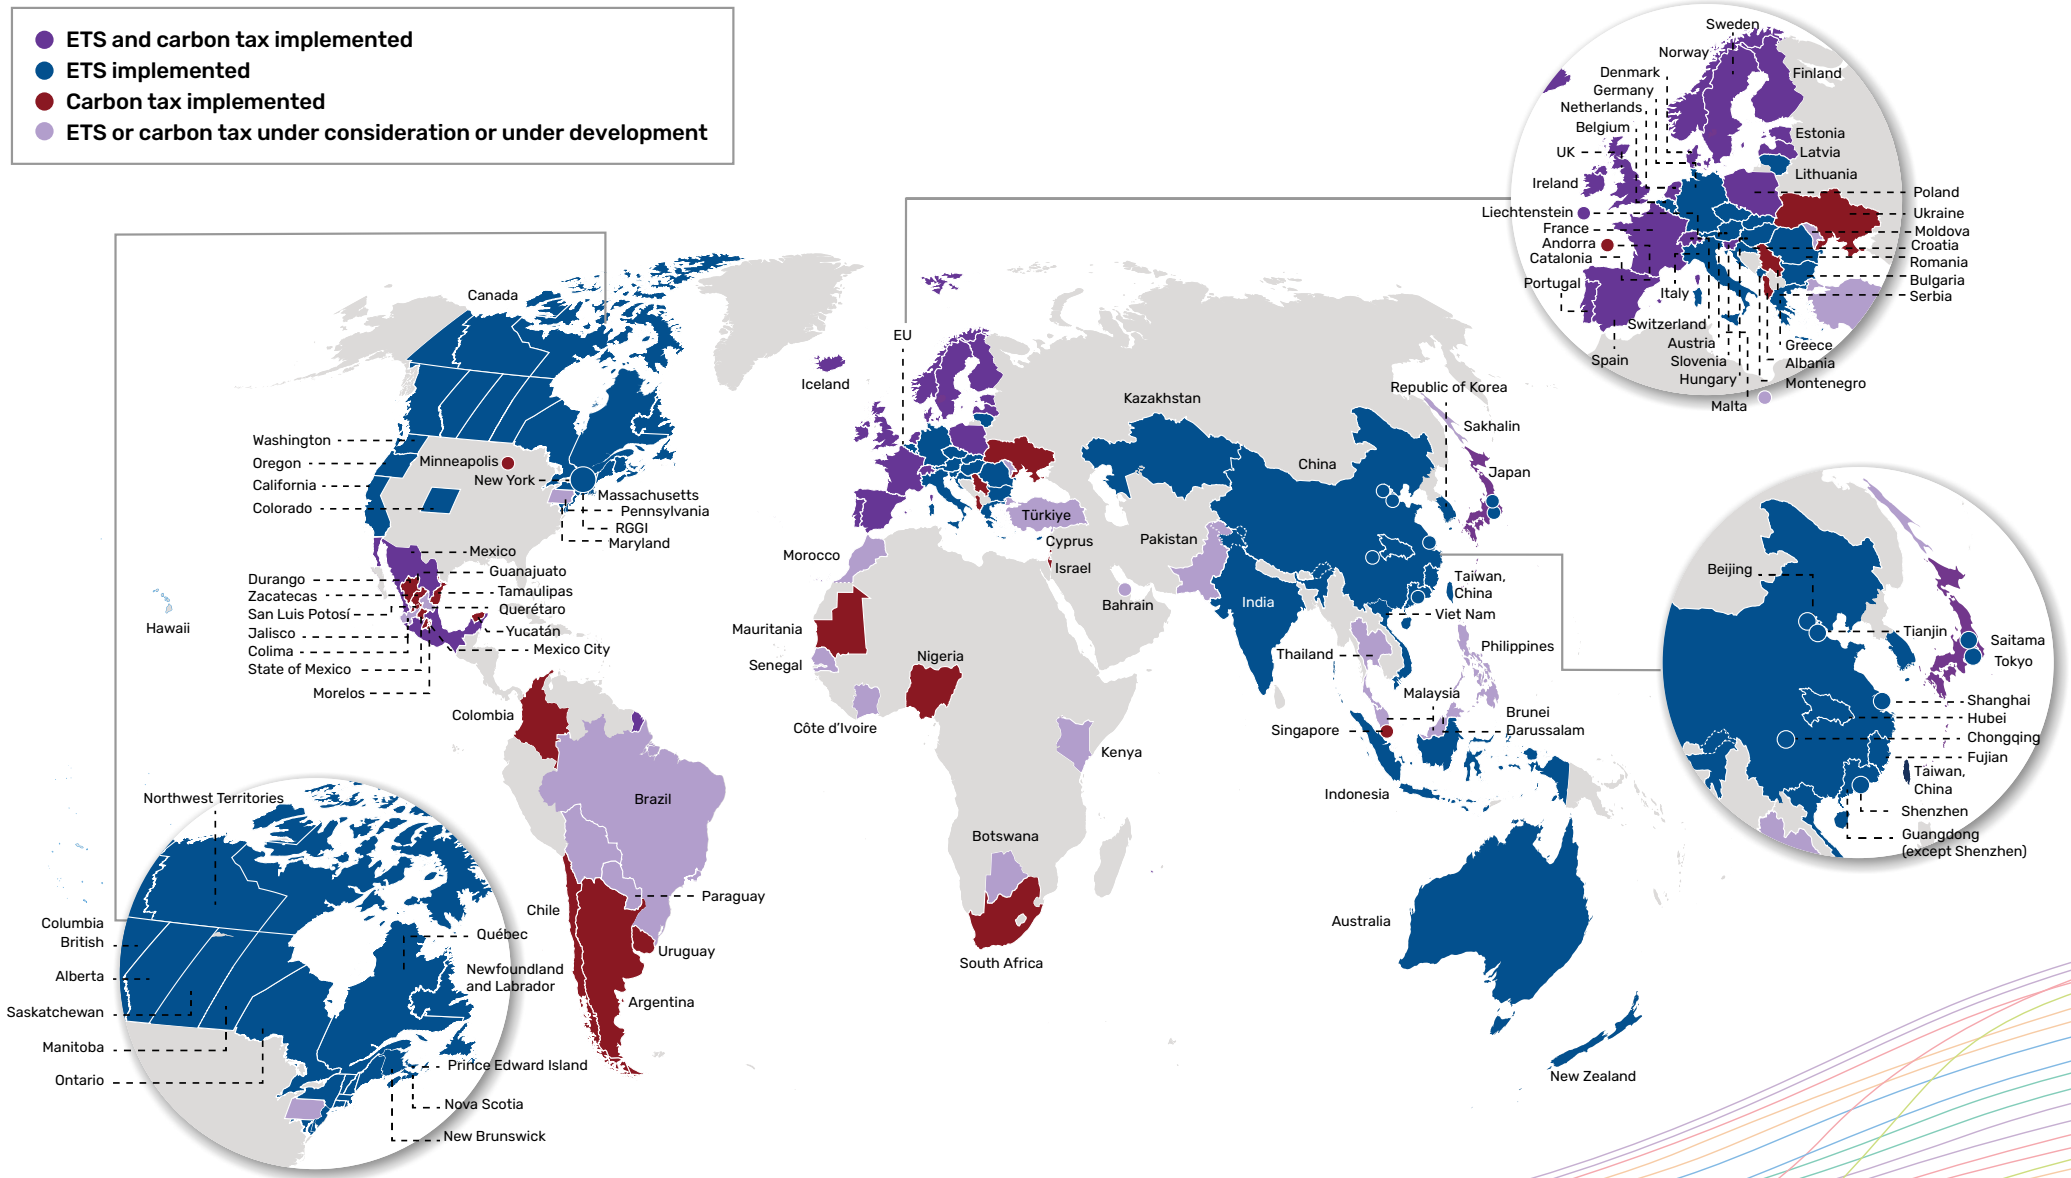 ETS and carbon tax implemented
ETS implemented
Carbon tax implemented
ETS or carbon tax under consideration or under development
Sweden
Norway
Denmark
Finland
Germany
Netherlands
Belgium
Estonia
UK
Latvia
Lithuania
Ireland
Poland
Liechtenstein
Ukraine
France
Moldova
Andorra
Croatia
Catalonia
Romania
Portugal
Bulgaria
Italy
Serbia
Switzerland
Austria
Greece
Spain
Slovenia
Albania
Hungary
Montenegro
Malta
Canada
EU
Iceland
Kazakhstan
Republic of Korea
Sakhalin
Washington
Oregon
Minneapolis
China
Japan
California
New York
Massachusetts
Colorado
Pennsylvania
Türkiye
RGGI
Maryland
Cyprus
Pakistan
Mexico
Morocco
Israel
Guanajuato
Durango
Tamaulipas
Taiwan,
China
Zacatecas
Querétaro
Bahrain
India
Viet Nam
San Luis Potosí
Hawaii
Yucatán
Mauritania
Jalisco
Mexico City
Philippines
Colima
Nigeria
Thailand
State of Mexico
Senegal
Morelos
Malaysia
Colombia
Brunei
Darussalam
Côte d’Ivoire
Singapore
Kenya
Indonesia
Brazil
Botswana
Paraguay
Chile
Australia
Uruguay
South Africa
Argentina
New Zealand
Beijing
Tianjin
Saitama
Tokyo
Shanghai
Hubei
Chongqing
Fujian
Taiwan,
China
Shenzhen
Guangdong
(except Shenzhen)
Northwest Territories
Columbia
British
Québec
Alberta
Newfoundland
and Labrador
Saskatchewan
Manitoba
Prince Edward Island
Ontario
Nova Scotia
New Brunswick